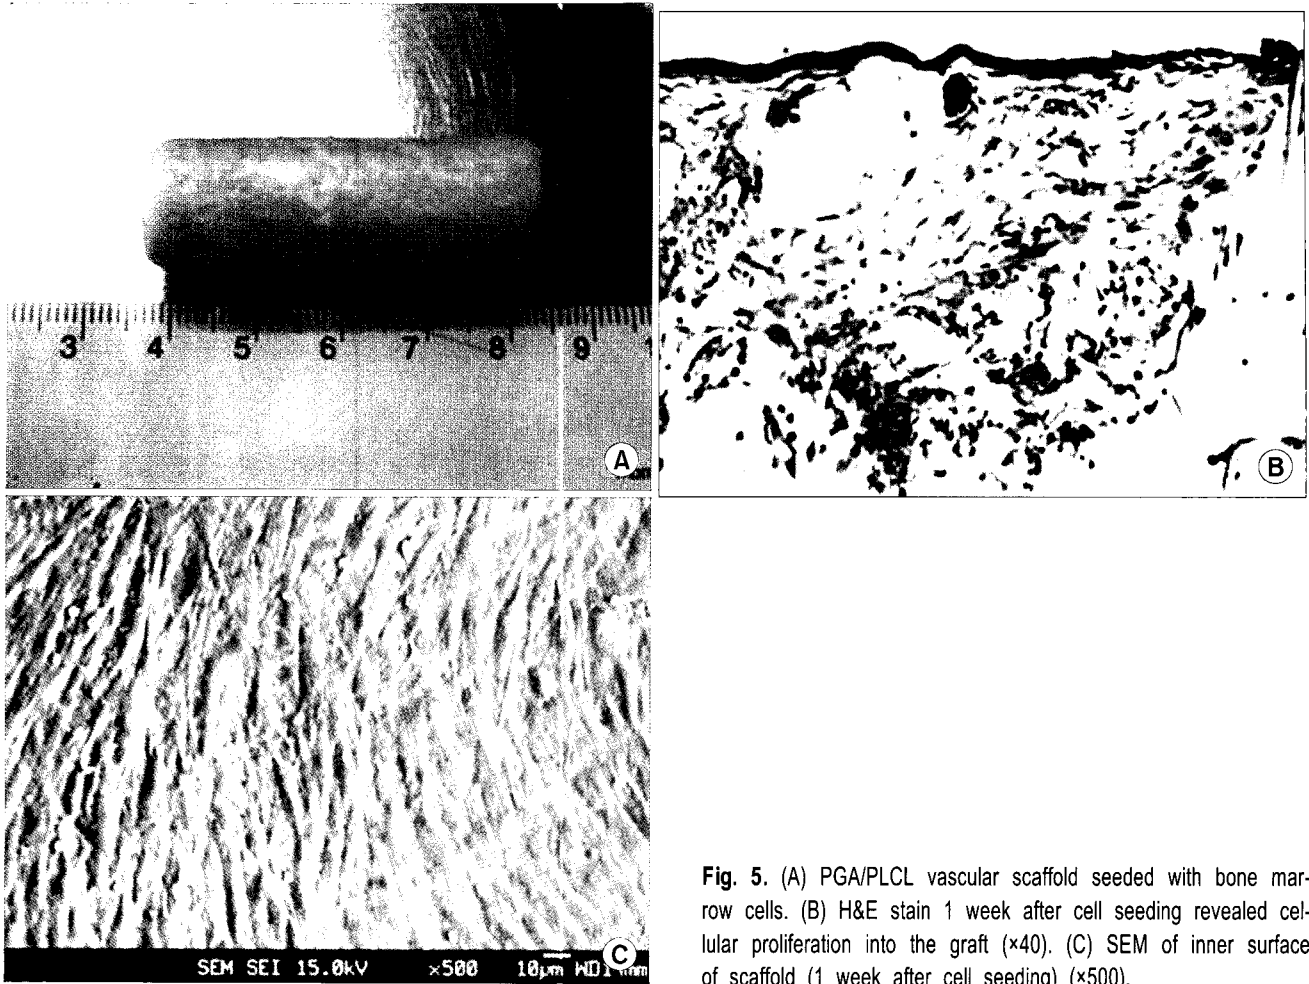 3 4 5 6 7 8 9
A
B
SEM SEI 15.0kV ×500 10μm WD1 mm
C
Fig. 5. (A) PGA/PLCL vascular scaffold seeded with bone mar-
row cells. (B) H&E stain 1 week after cell seeding revealed cel-
lular proliferation into the graft (×40). (C) SEM of inner surface
of scaffold (1 week after cell seeding) (×500).